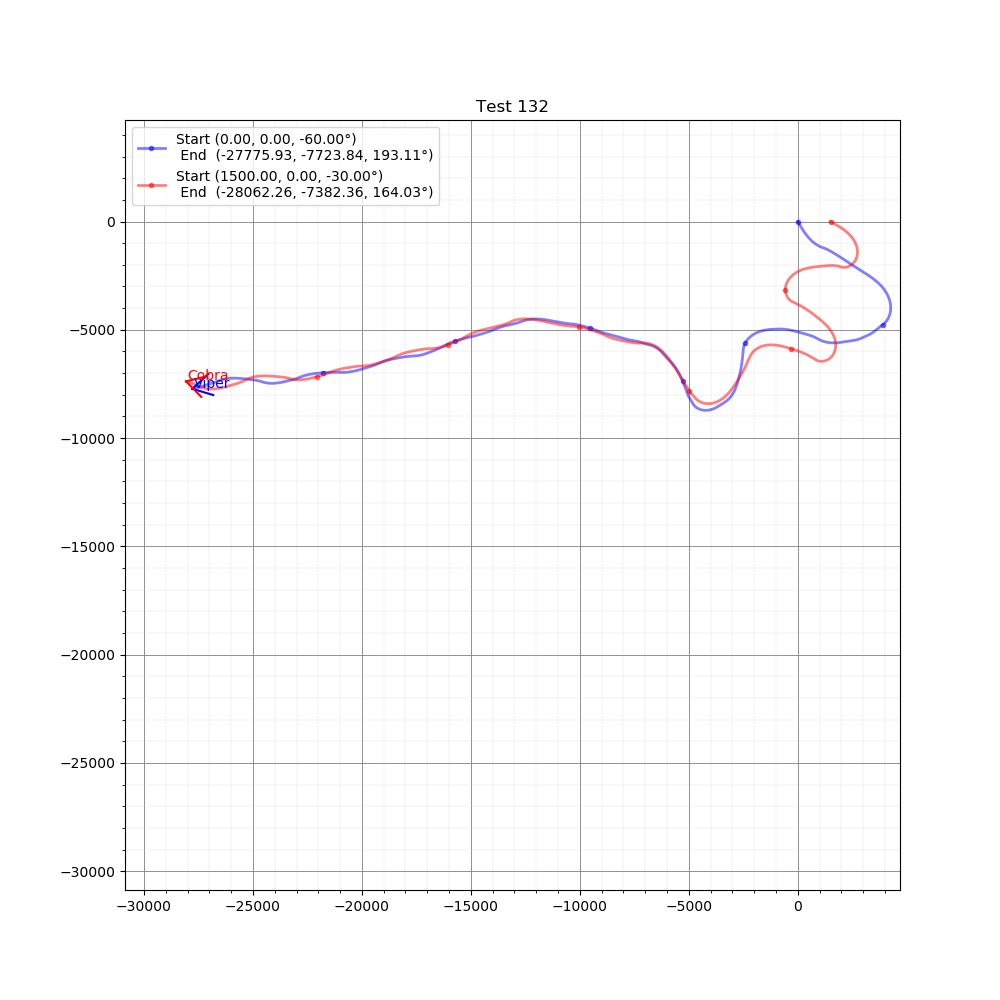 Test 132
Start (0.00, 0.00, -60.00°)
End  (-27775.93, -7723.84, 193.11°)
Start (1500.00, 0.00, -30.00°)
End  (-28062.26, -7382.36, 164.03°)
0
−5000
−10000
−15000
−20000
−25000
−30000
Cobra
Viper
−30000
−25000
−20000
−15000
−10000
−5000
0